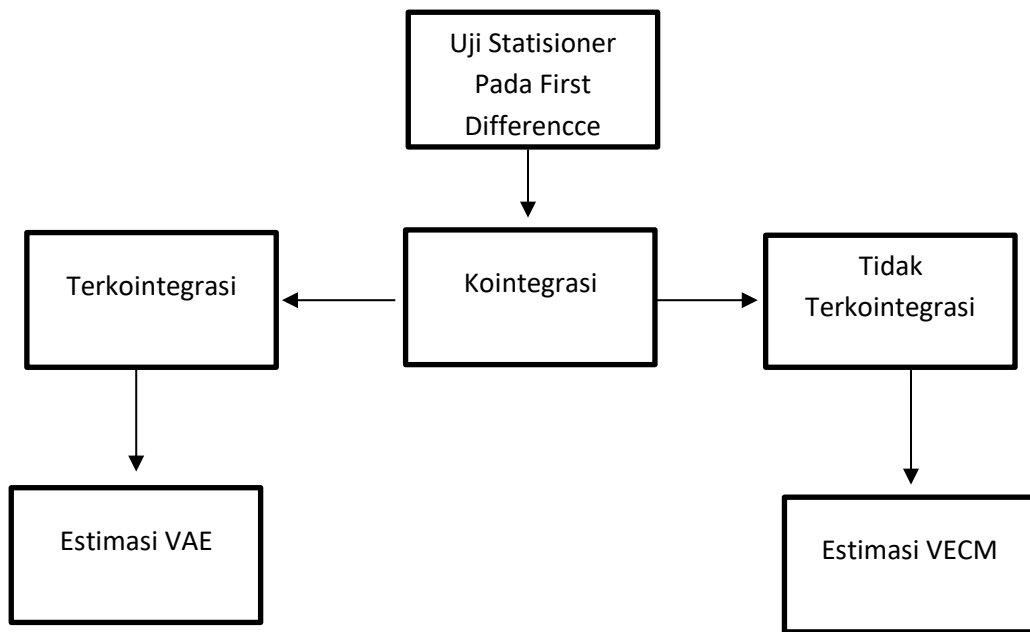 Uji Statisioner
Pada First
Differencce
Terkointegrasi
Kointegrasi
Tidak
Terkointegrasi
Estimasi VAE
Estimasi VECM